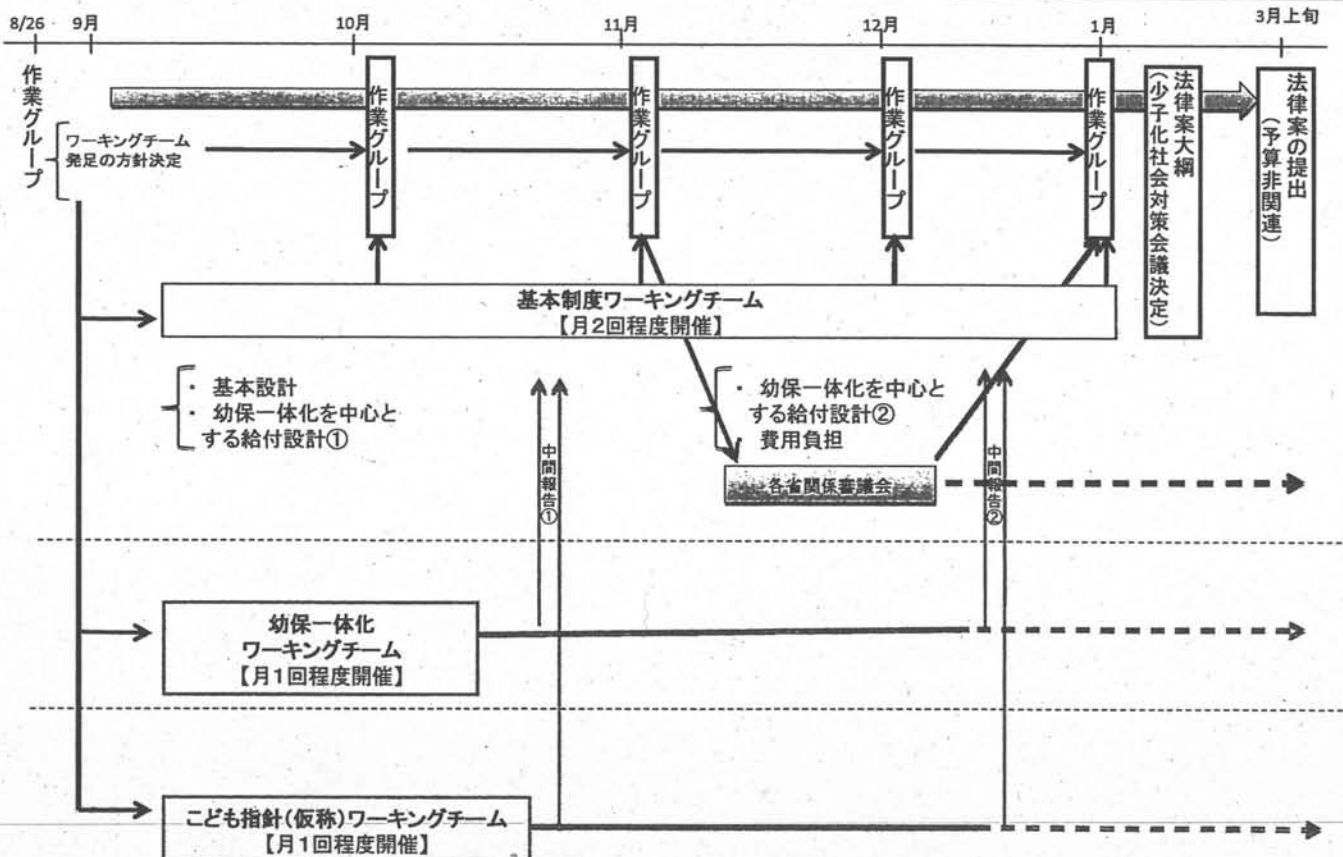 8/26 9月 10月 11月 12月 1月 3月上旬
作業グループ
ワーキングチーム
発足の方針決定
作業グループ
作業グループ
作業グループ
作業グループ
法律案大綱
(少子化社会対策会議決定)
法律案の提出
(予算非関連)
基本制度ワーキングチーム
【月2回程度開催】
・ 基本設計
・ 幼保一体化を中心と
する給付設計①
中間報告①
・ 幼保一体化を中心と
する給付設計②
・ 費用負担
各省関係審議会
中間報告②
幼保一体化
ワーキングチーム
【月1回程度開催】
こども指針(仮称)ワーキングチーム
【月1回程度開催】